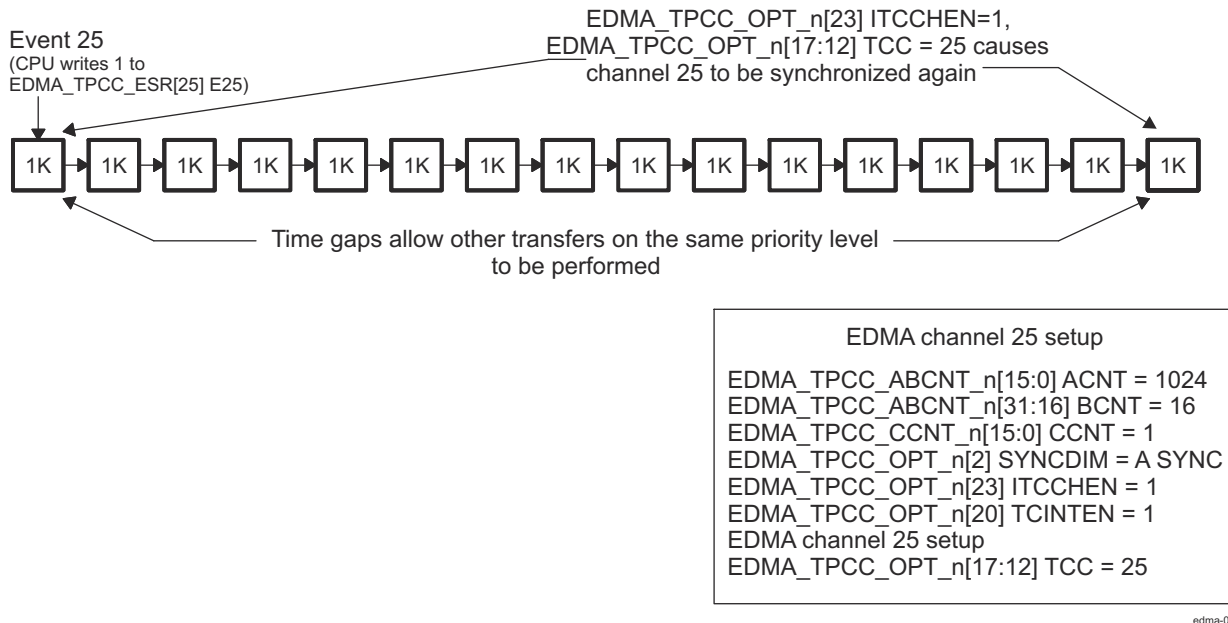 EDMA_TPCC_OPT_n[23] ITCCHEN=1,
EDMA_TPCC_OPT_n[17:12] TCC = 25 causes
channel 25 to be synchronized again
Event 25
(CPU writes 1 to
EDMA_TPCC_ESR[25] E25)
1K 1K 1K 1K 1K 1K 1K 1K 1K 1K 1K 1K 1K 1K 1K 1K
Time gaps allow other transfers on the same priority level
to be performed
EDMA channel 25 setup
EDMA_TPCC_ABCNT_n[15:0] ACNT = 1024
EDMA_TPCC_ABCNT_n[31:16] BCNT = 16
EDMA_TPCC_CCNT_n[15:0] CCNT = 1
EDMA_TPCC_OPT_n[2] SYNCDIM = A SYNC
EDMA_TPCC_OPT_n[23] ITCCHEN = 1
EDMA_TPCC_OPT_n[20] TCINTEN = 1
EDMA channel 25 setup
EDMA_TPCC_OPT_n[17:12] TCC = 25